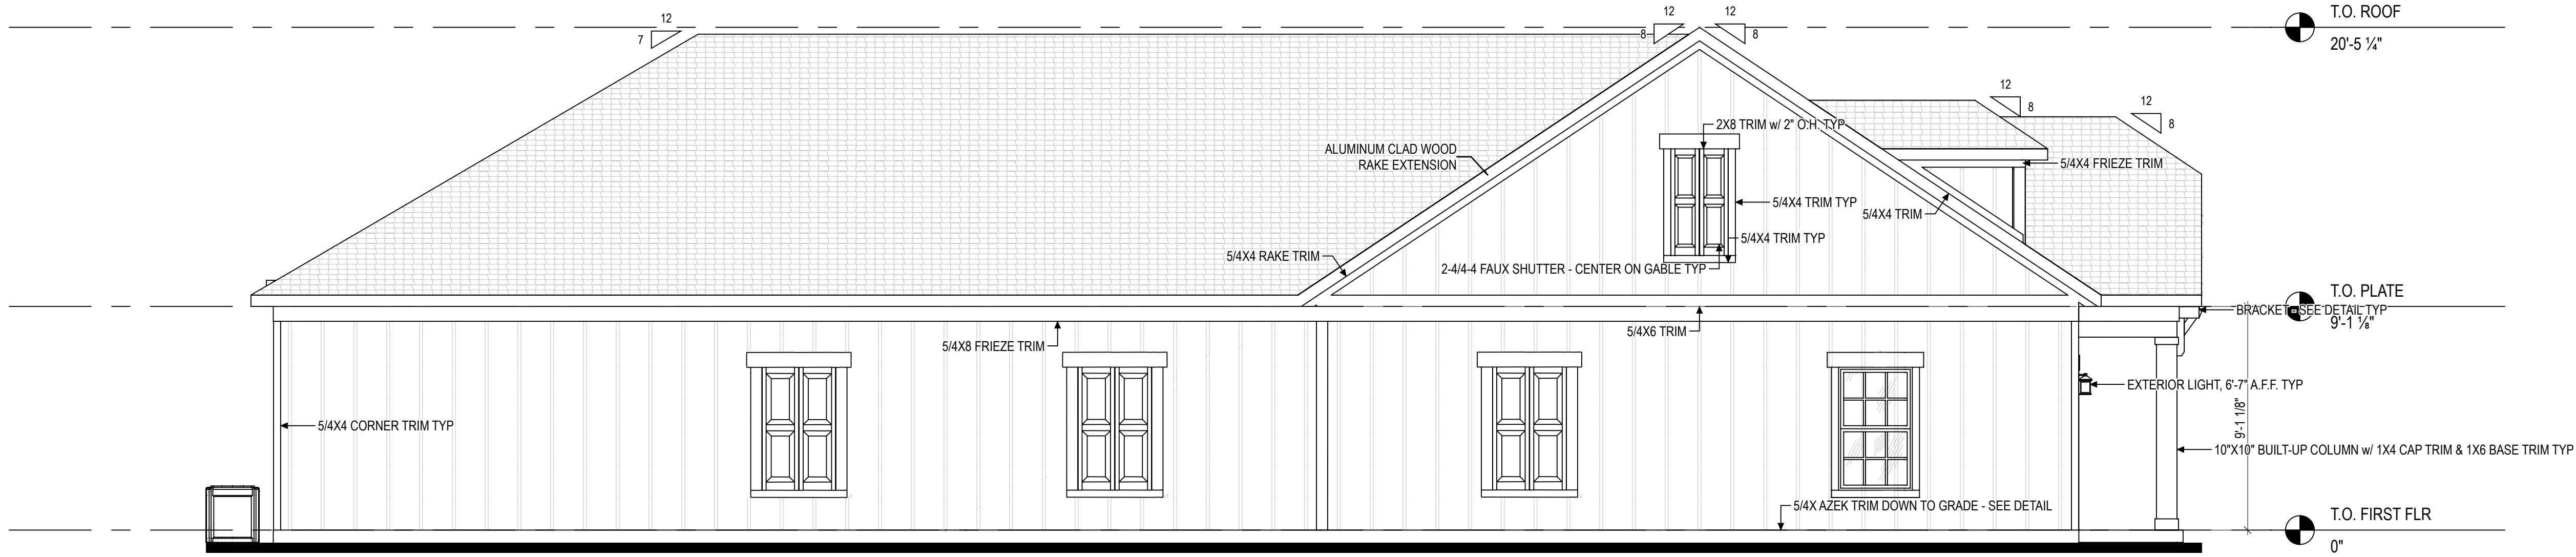 12
7
12
8
12
8
T.O. ROOF
20'-5 ¼"
12
8
12
8
2X8 TRIM w/ 2" O.H. TYP
ALUMINUM CLAD WOOD
RAKE EXTENSION
5/4X4 FRIEZE TRIM
5/4X4 TRIM TYP
5/4X4 TRIM
5/4X4 TRIM TYP
5/4X4 RAKE TRIM
2-4/4-4 FAUX SHUTTER - CENTER ON GABLE TYP
T.O. PLATE
BRACKET - SEE DETAIL TYP
9'-1 ⅛"
5/4X6 TRIM
5/4X8 FRIEZE TRIM
EXTERIOR LIGHT, 6'-7" A.F.F. TYP
9'-1 1/8"
5/4X4 CORNER TRIM TYP
10"X10" BUILT-UP COLUMN w/ 1X4 CAP TRIM & 1X6 BASE TRIM TYP
5/4X AZEK TRIM DOWN TO GRADE - SEE DETAIL
T.O. FIRST FLR
0"